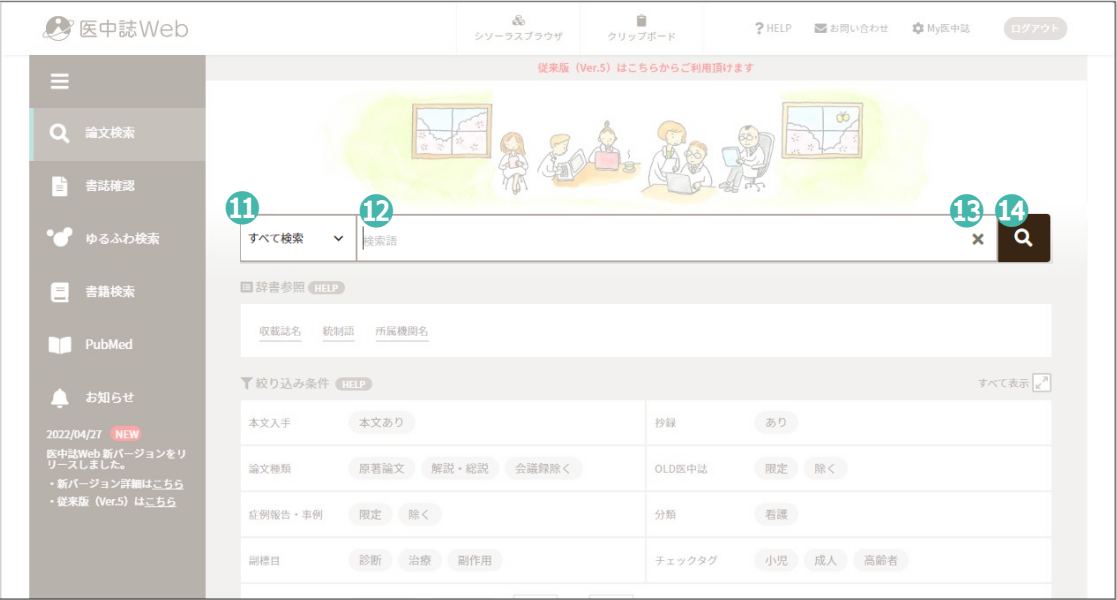 医中誌Web
シソーラスブラウザ
クリップボード
?HELP
お問い合わせ
My医中誌
ログアウト
従来版（Ver.5）はこちらからご利用頂けます
論文検索
書誌確認
ゆるふわ検索
書籍検索
PubMed
お知らせ
2022/04/27 NEW
医中誌Web 新バージョンをリ
リースしました。
・新バージョン詳細はこちら
・従来版（Ver.5）はこちら
11
12
13
14
すべて検索
検索語
辞書参照 HELP
収載誌名 統制語 所属機関名
絞り込み条件 HELP
すべて表示
本文入手 本文あり
抄録 あり
論文種類 原著論文 解説・総説 会議録除く
OLD医中誌 限定 除く
症例報告・事例 限定 除く
分類 看護
副標目 診断 治療 副作用
チェックタグ 小児 成人 高齢者